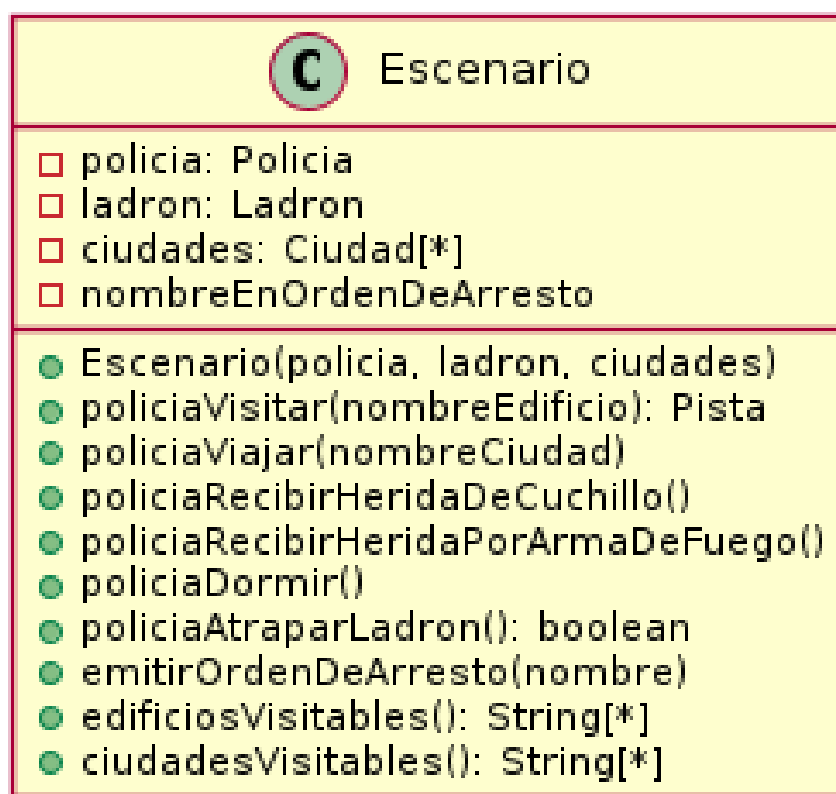 C Escenario
policia: Policia
ladron: Ladron
ciudades: Ciudad[*]
nombreEnOrdenDeArresto
Escenario(policia, ladron, ciudades)
policiaVisitar(nombreEdificio): Pista
policiaViajar(nombreCiudad)
policiaRecibirHeridaDeCuchillo()
policiaRecibirHeridaPorArmaDeFuego()
policiaDormir()
policiaAtraparLadron(): boolean
emitirOrdenDeArresto(nombre)
edificiosVisitables(): String[*]
ciudadesVisitables(): String[*]